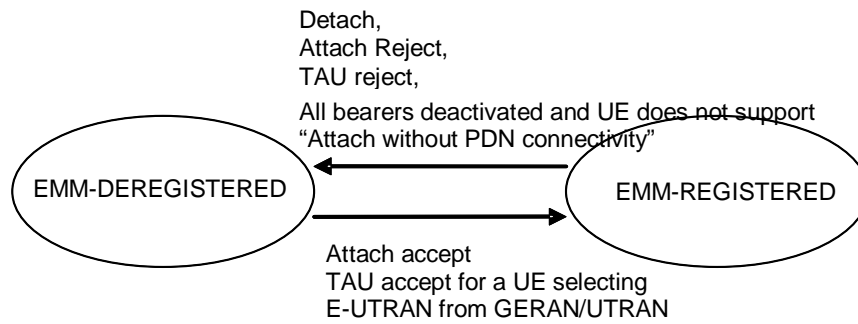 Detach,
Attach Reject,
TAU reject,
All bearers deactivated and UE does not support
“Attach without PDN connectivity”
EMM-DEREGISTERED
EMM-REGISTERED
Attach accept
TAU accept for a UE selecting
E-UTRAN from GERAN/UTRAN